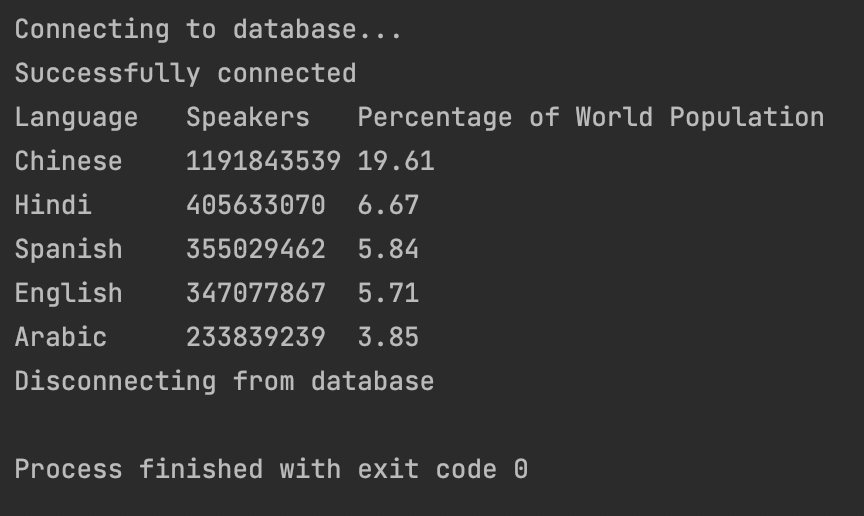 Connecting to database...
Successfully connected
Language   Speakers   Percentage of World Population
Chinese    1191843539 19.61
Hindi      405633070  6.67
Spanish    355029462  5.84
English    347077867  5.71
Arabic     233839239  3.85
Disconnecting from database

Process finished with exit code 0